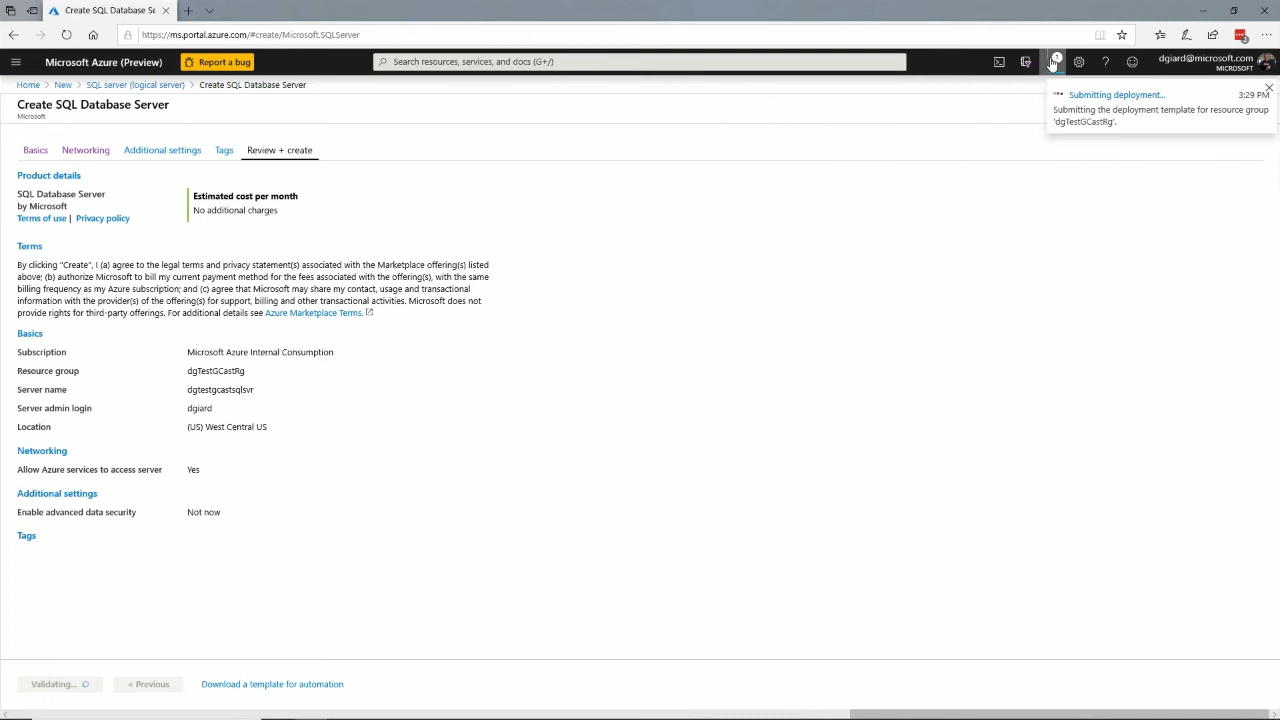 Create SQL Database Server
https://ms.portal.azure.com/#create/Microsoft.SQLServer
2
Microsoft Azure (Preview)
Report a bug
Search resources, services, and docs (G+/)
1
dgiard@microsoft.com
MICROSOFT
Home > New > SQL server (logical server) > Create SQL Database Server
Create SQL Database Server
Microsoft
Submitting deployment...
3:29 PM
Submitting the deployment template for resource group
'dgTestGCastRg'.
Basics Networking Additional settings Tags Review + create
Product details
SQL Database Server
by Microsoft
Terms of use | Privacy policy
Estimated cost per month
No additional charges
Terms
By clicking "Create", I (a) agree to the legal terms and privacy statement(s) associated with the Marketplace offering(s) listed
above; (b) authorize Microsoft to bill my current payment method for the fees associated with the offering(s), with the same
billing frequency as my Azure subscription; and (c) agree that Microsoft may share my contact, usage and transactional
information with the provider(s) of the offering(s) for support, billing and other transactional activities. Microsoft does not
provide rights for third-party offerings. For additional details see Azure Marketplace Terms.
Basics
Subscription Microsoft Azure Internal Consumption
Resource group dgTestGCastRg
Server name dgtestgcastsqlsvr
Server admin login dgiard
Location (US) West Central US
Networking
Allow Azure services to access server Yes
Additional settings
Enable advanced data security Not now
Tags
Validating... < Previous Download a template for automation